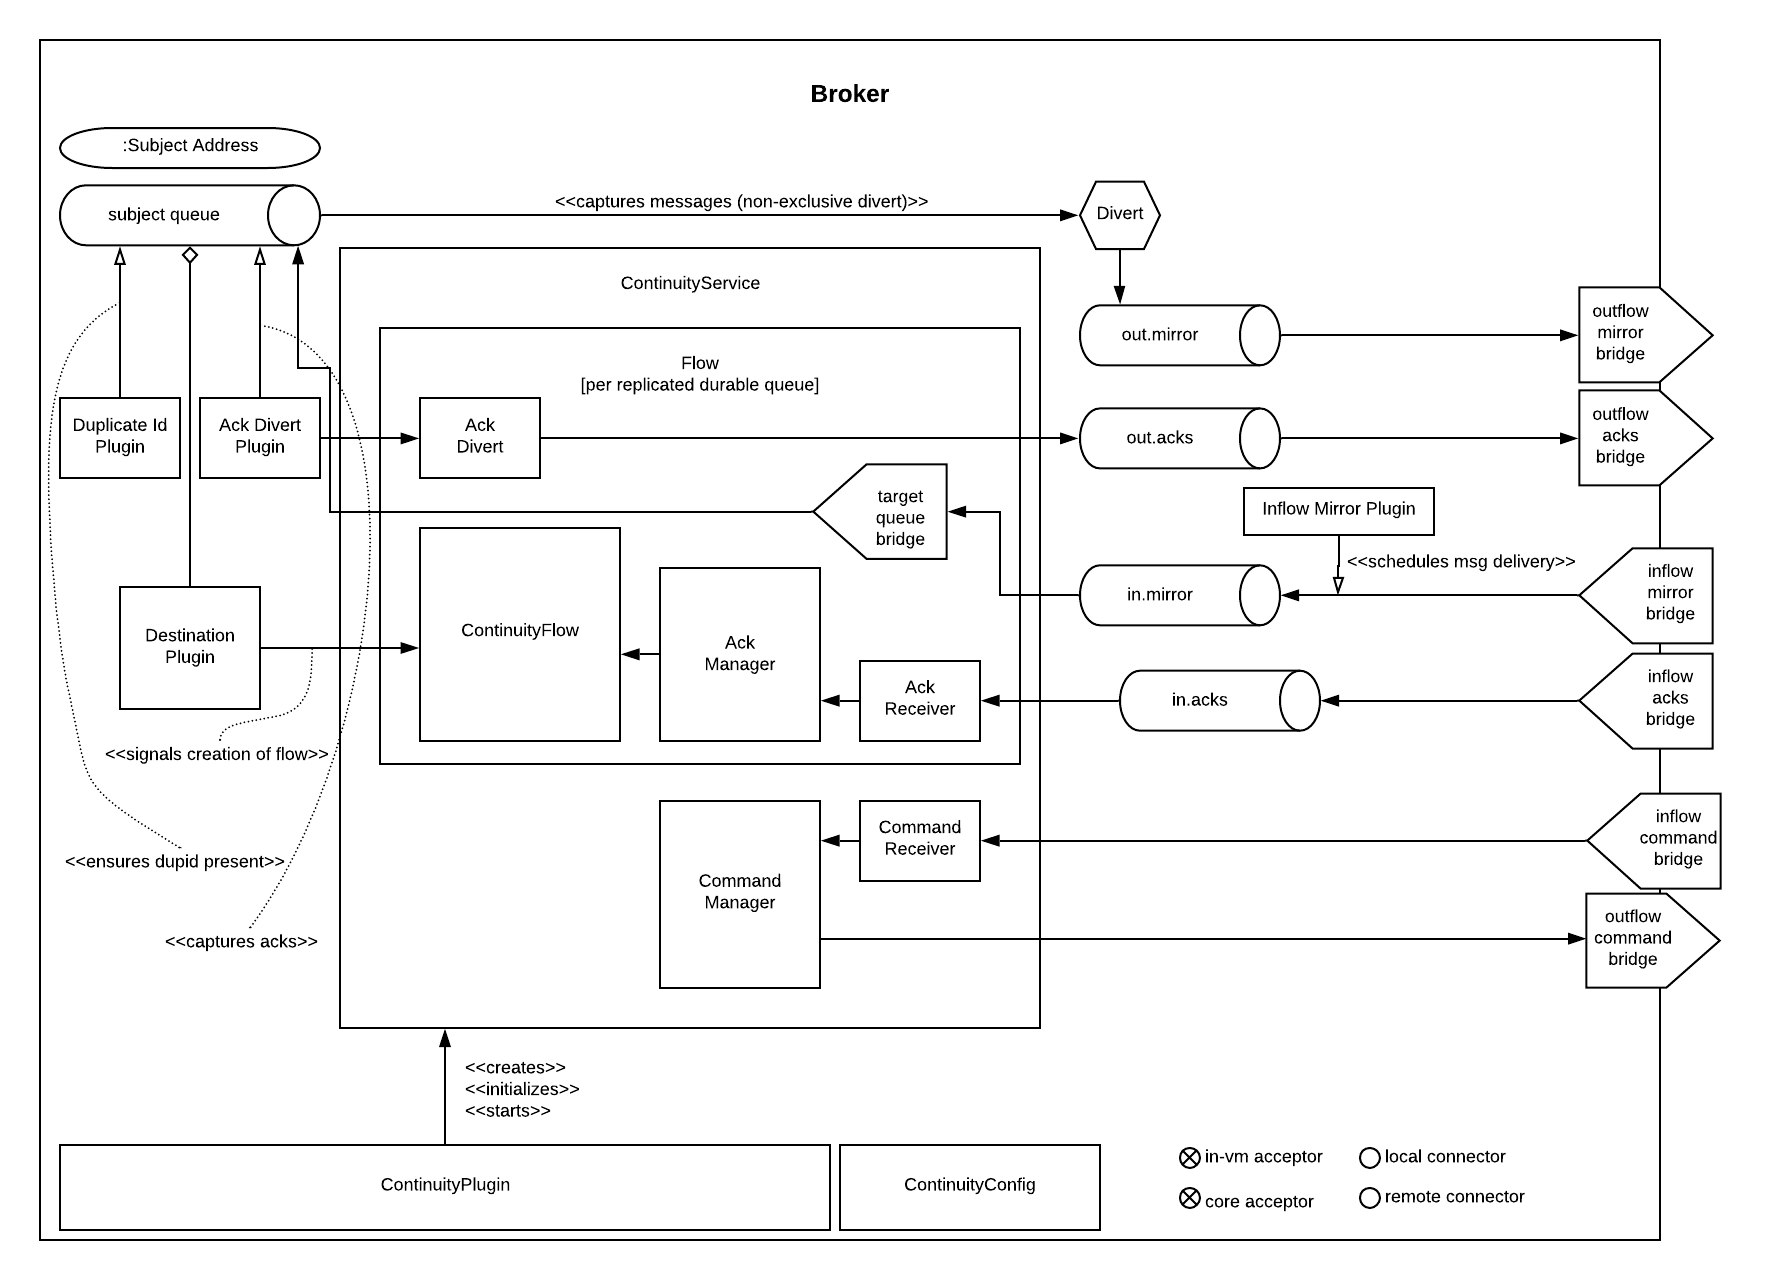 Broker
:Subject Address
subject queue
<<captures messages (non-exclusive divert)>>
Divert
ContinuityService
out.mirror
outflow
mirror
bridge
Flow
[per replicated durable queue]
Duplicate Id
Plugin
Ack Divert
Plugin
Ack
Divert
out.acks
outflow
acks
bridge
target
queue
bridge
Inflow Mirror Plugin
<<schedules msg delivery>>
in.mirror
inflow
mirror
bridge
Destination
Plugin
ContinuityFlow
Ack
Manager
Ack
Receiver
in.acks
inflow
acks
bridge
<<signals creation of flow>>
<<ensures dupid present>>
<<captures acks>>
Command
Receiver
inflow
command
bridge
Command
Manager
outflow
command
bridge
<<creates>>
<<initializes>>
<<starts>>
ContinuityPlugin
ContinuityConfig
in-vm acceptor
local connector
core acceptor
remote connector